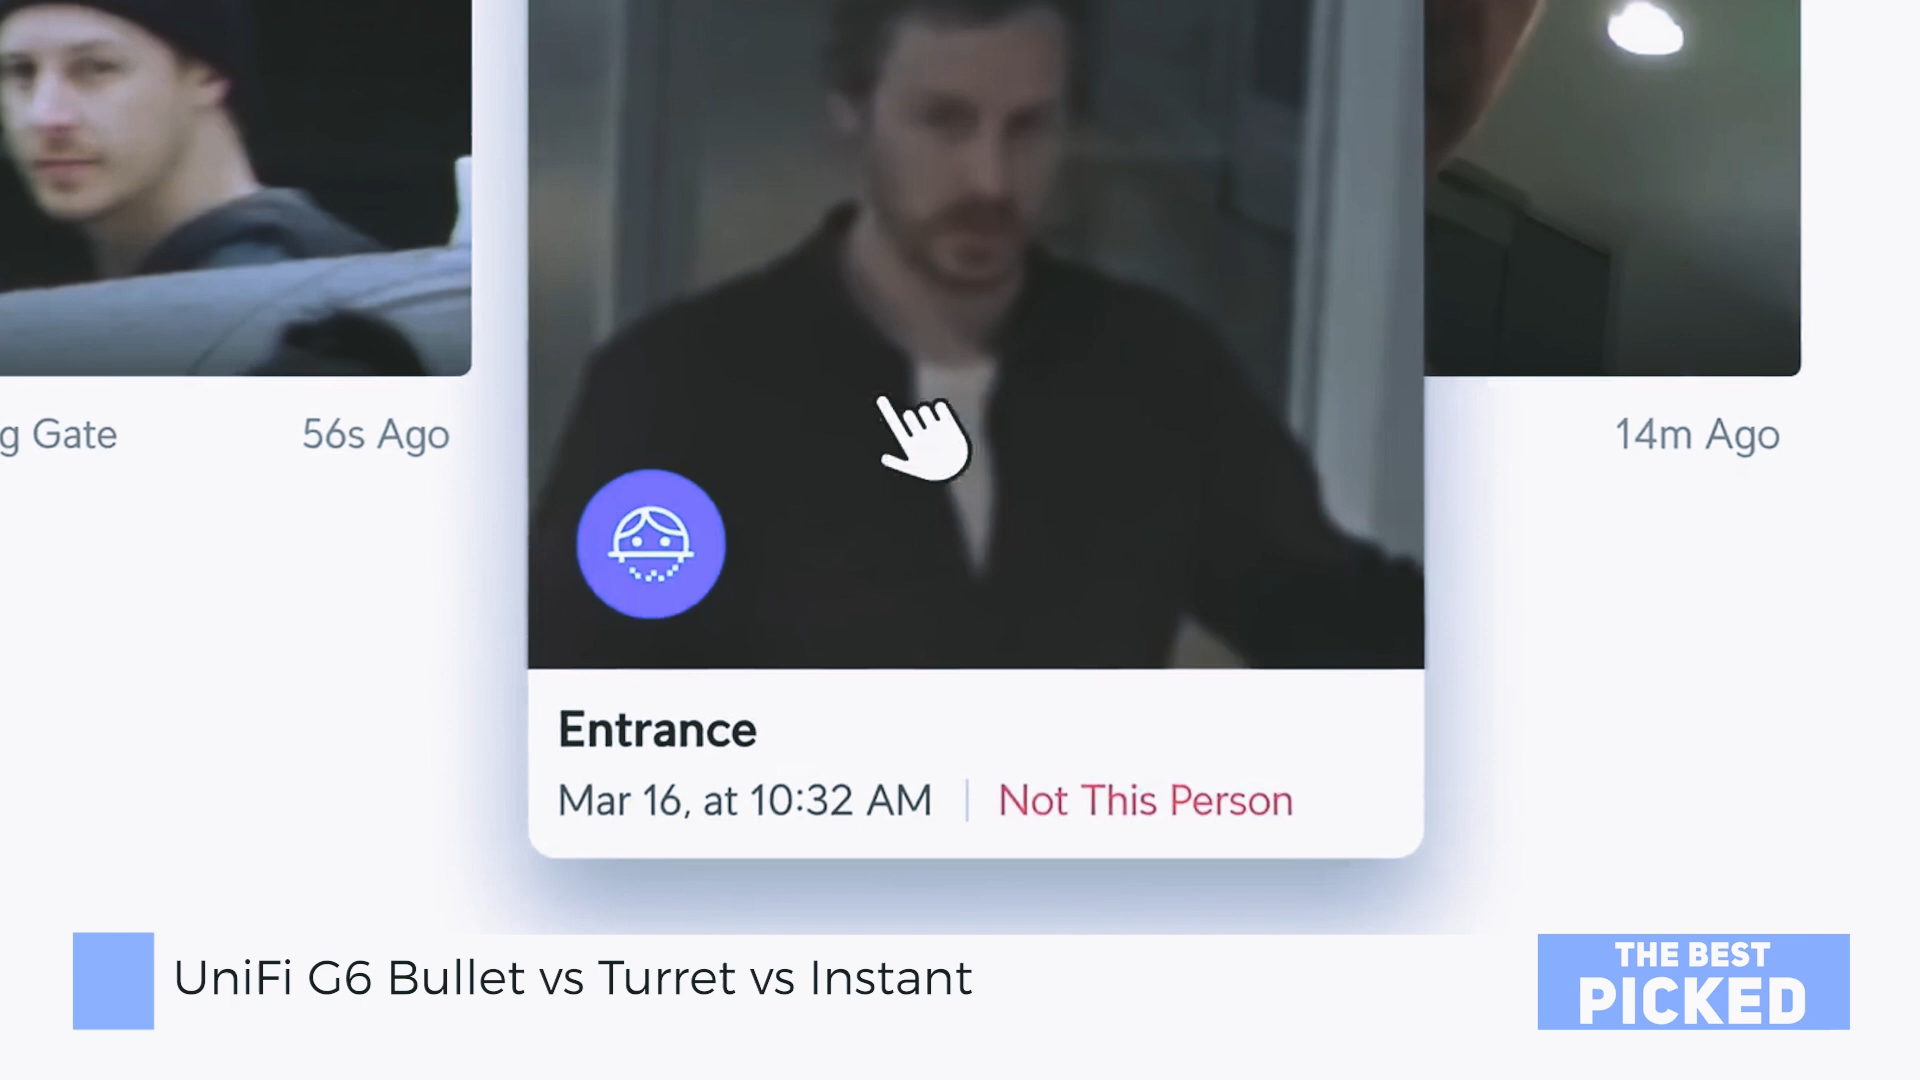 g Gate
56s Ago
14m Ago
Entrance
Mar 16, at 10:32 AM
Not This Person
UniFi G6 Bullet vs Turret vs Instant
THE BEST
PICKED